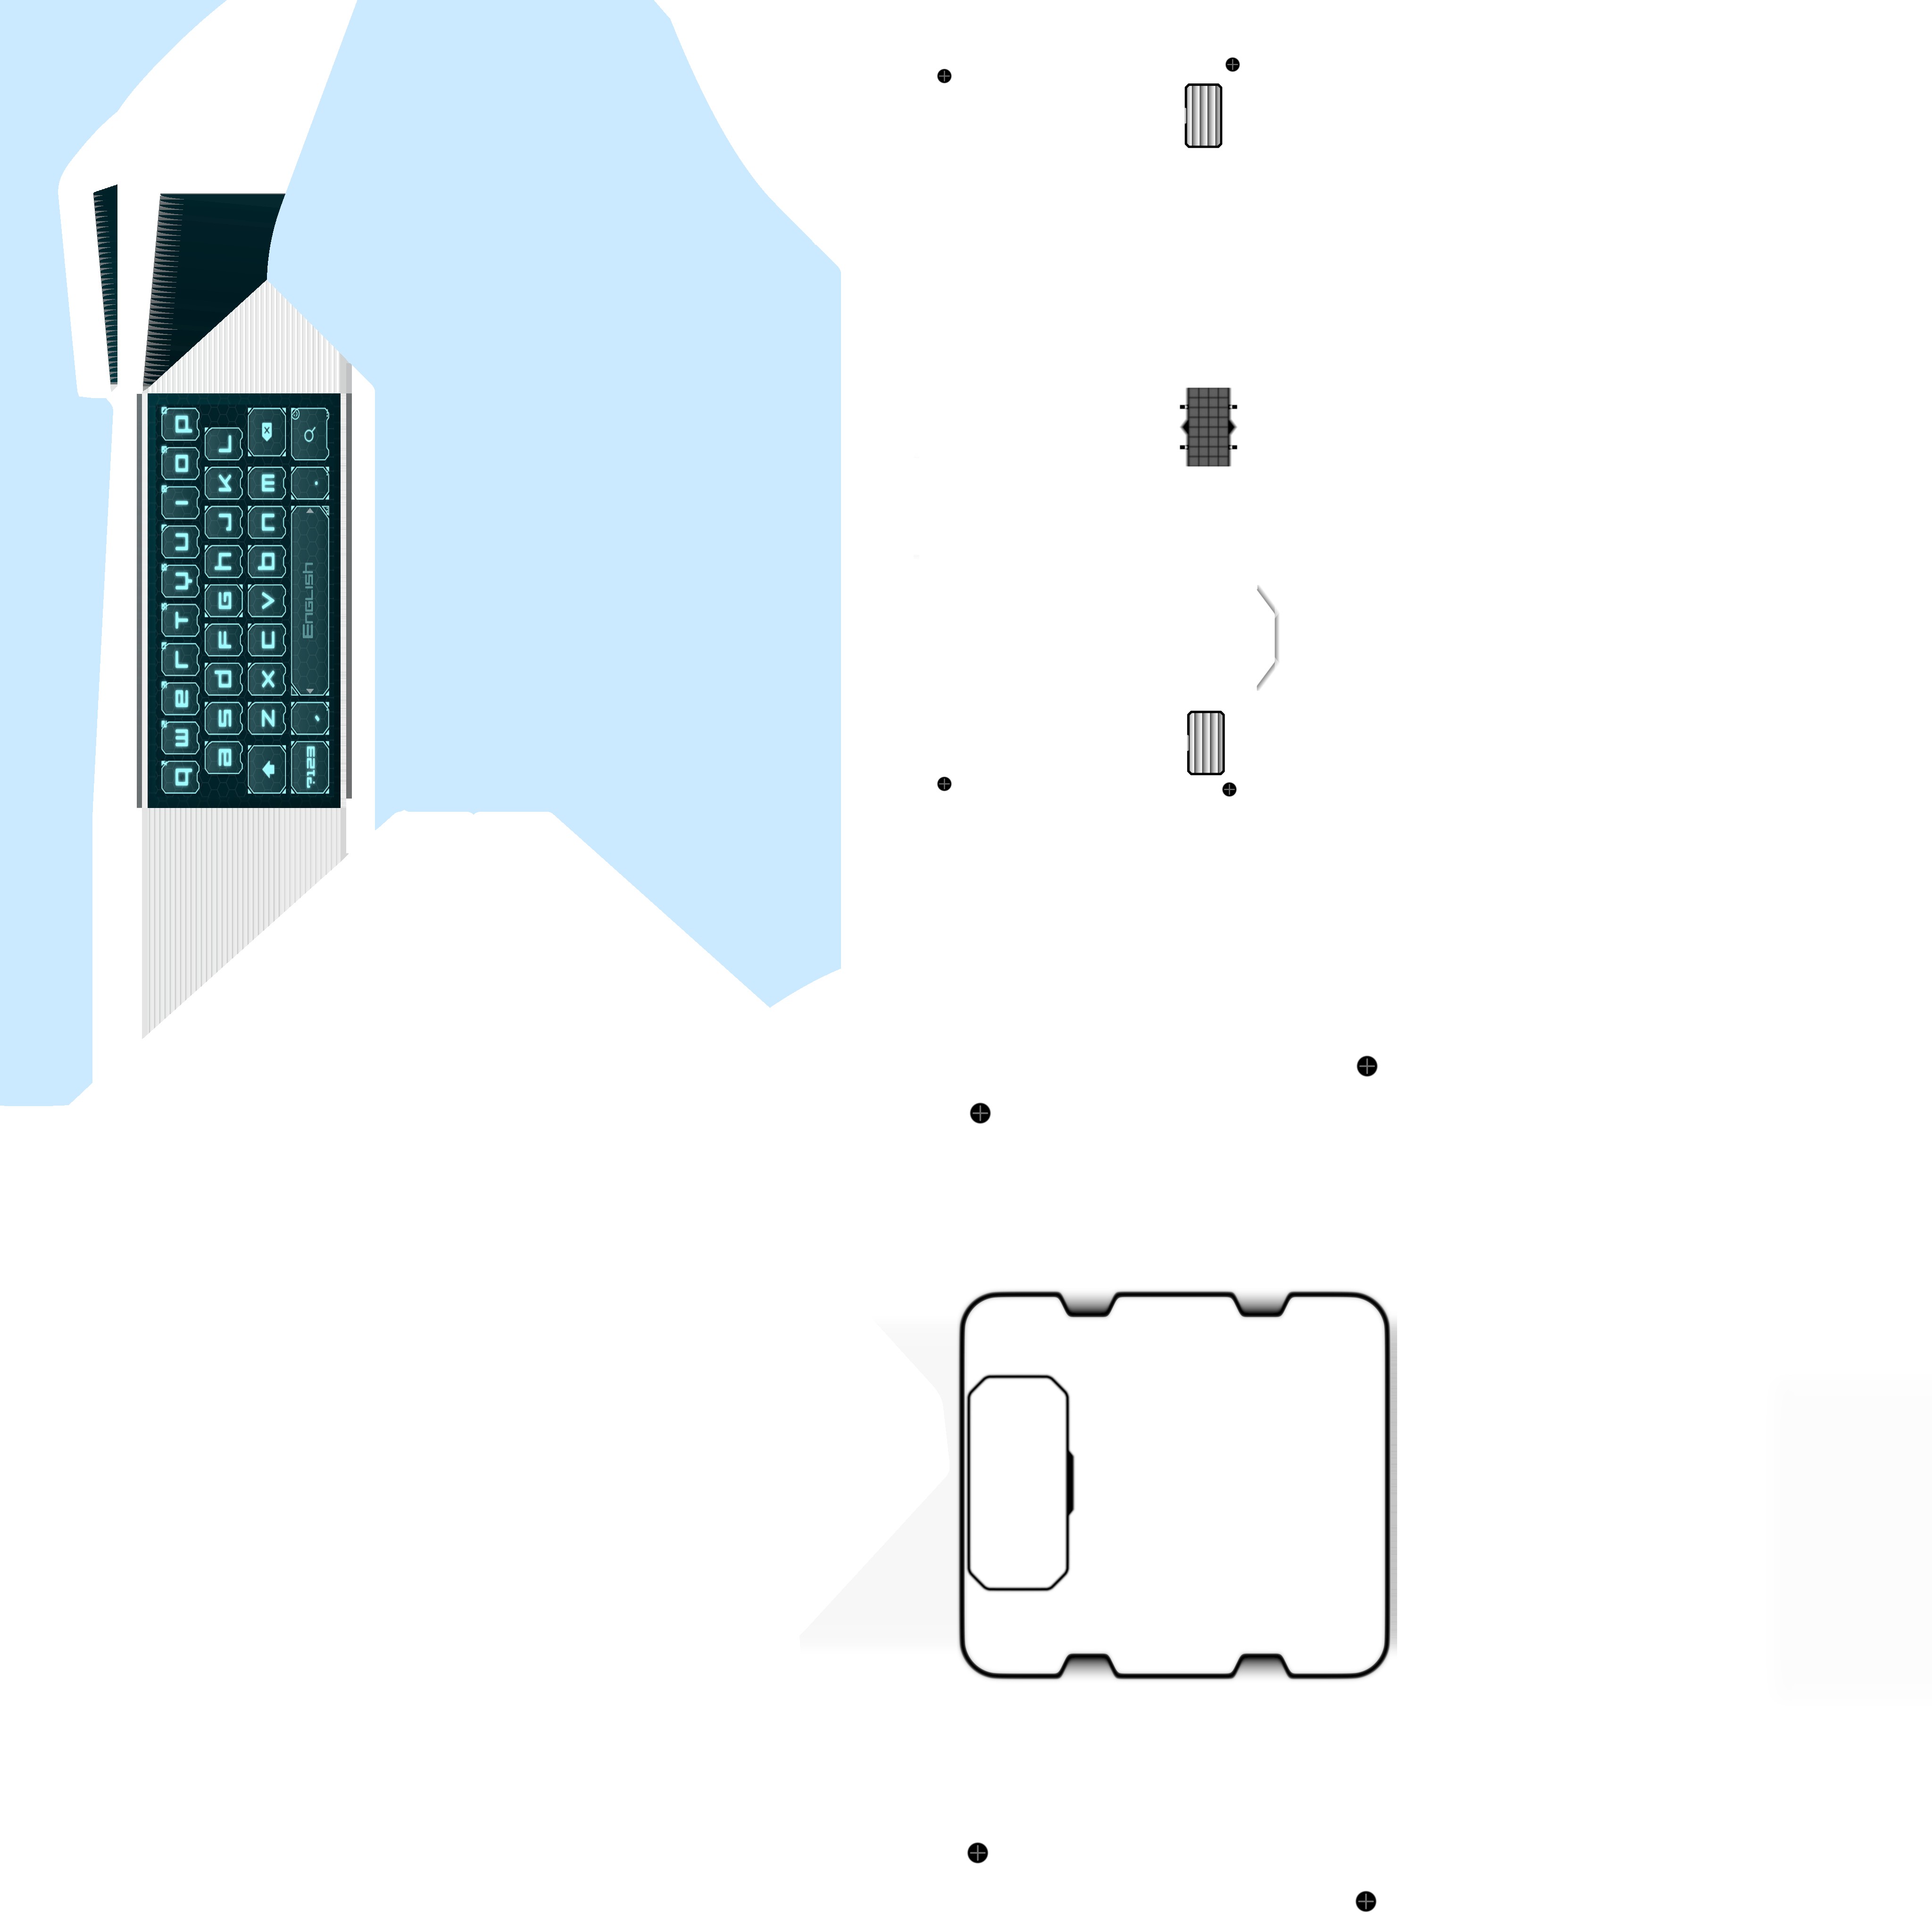 q w e r t y u i o p
a s d f g h j k l
z x c v b n m
?123 , English .